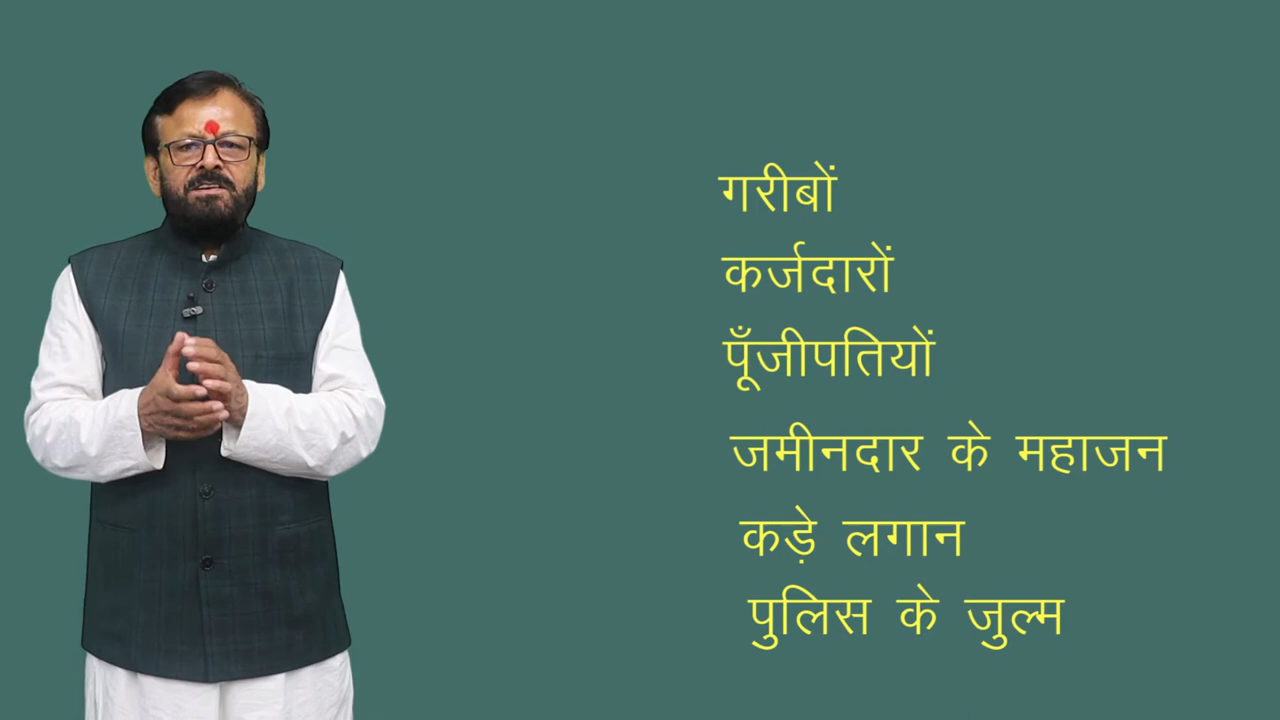 गरीबों
कर्जदारों
पूँजीपतियों
जमीनदार के महाजन
कड़े लगान
पुलिस के जुल्म